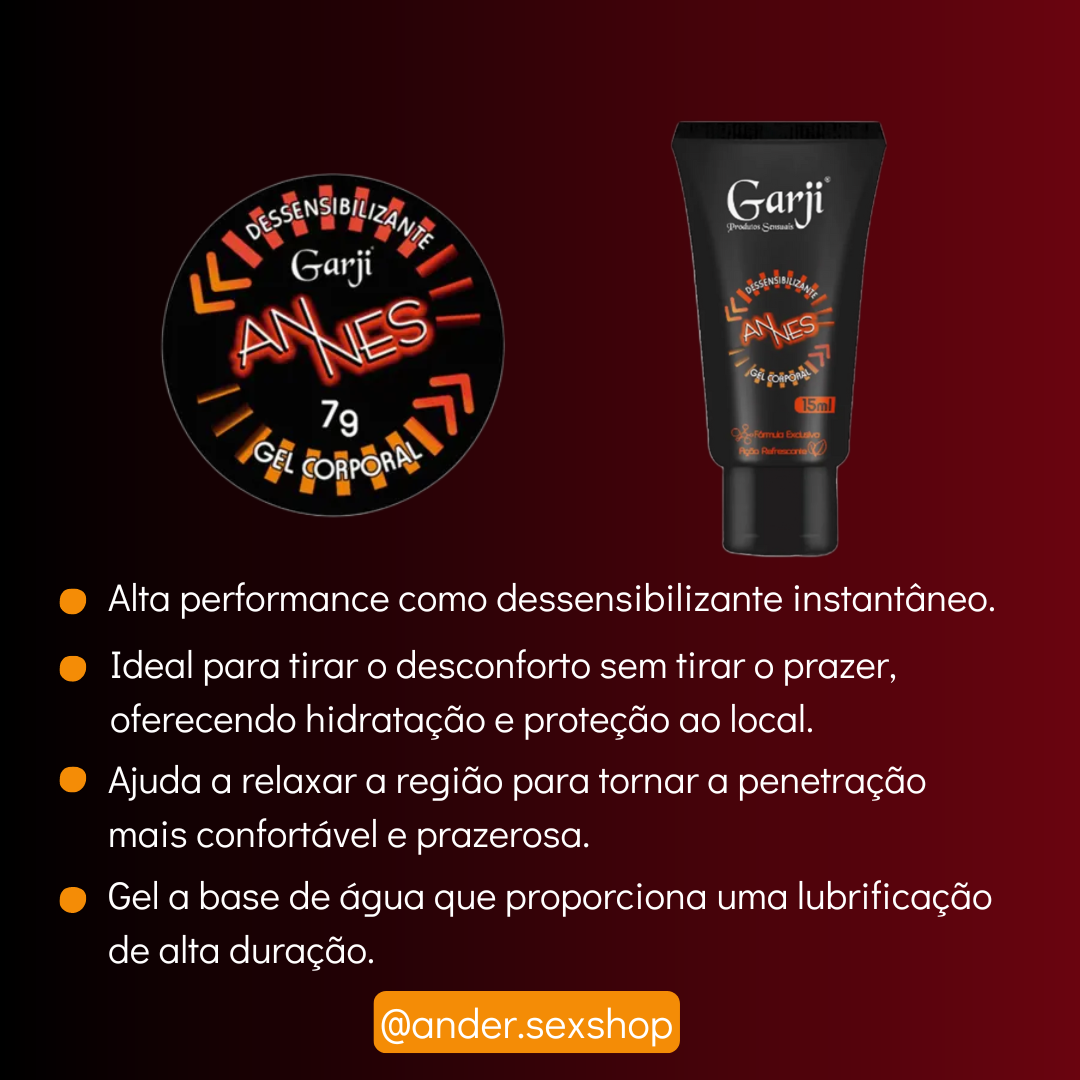 DESSENSIBILIZANTE
Garji
ANNES
7g
GEL CORPORAL
Garji®
Produtos Sensuais
DESSENSIBILIZANTE
ANNES
GEL CORPORAL
15ml
Fórmula Exclusiva
Ação Refrescante
Alta performance como dessensibilizante instantâneo.
Ideal para tirar o desconforto sem tirar o prazer,
oferecendo hidratação e proteção ao local.
Ajuda a relaxar a região para tornar a penetração
mais confortável e prazerosa.
Gel a base de água que proporciona uma lubrificação
de alta duração.
@ander.sexshop